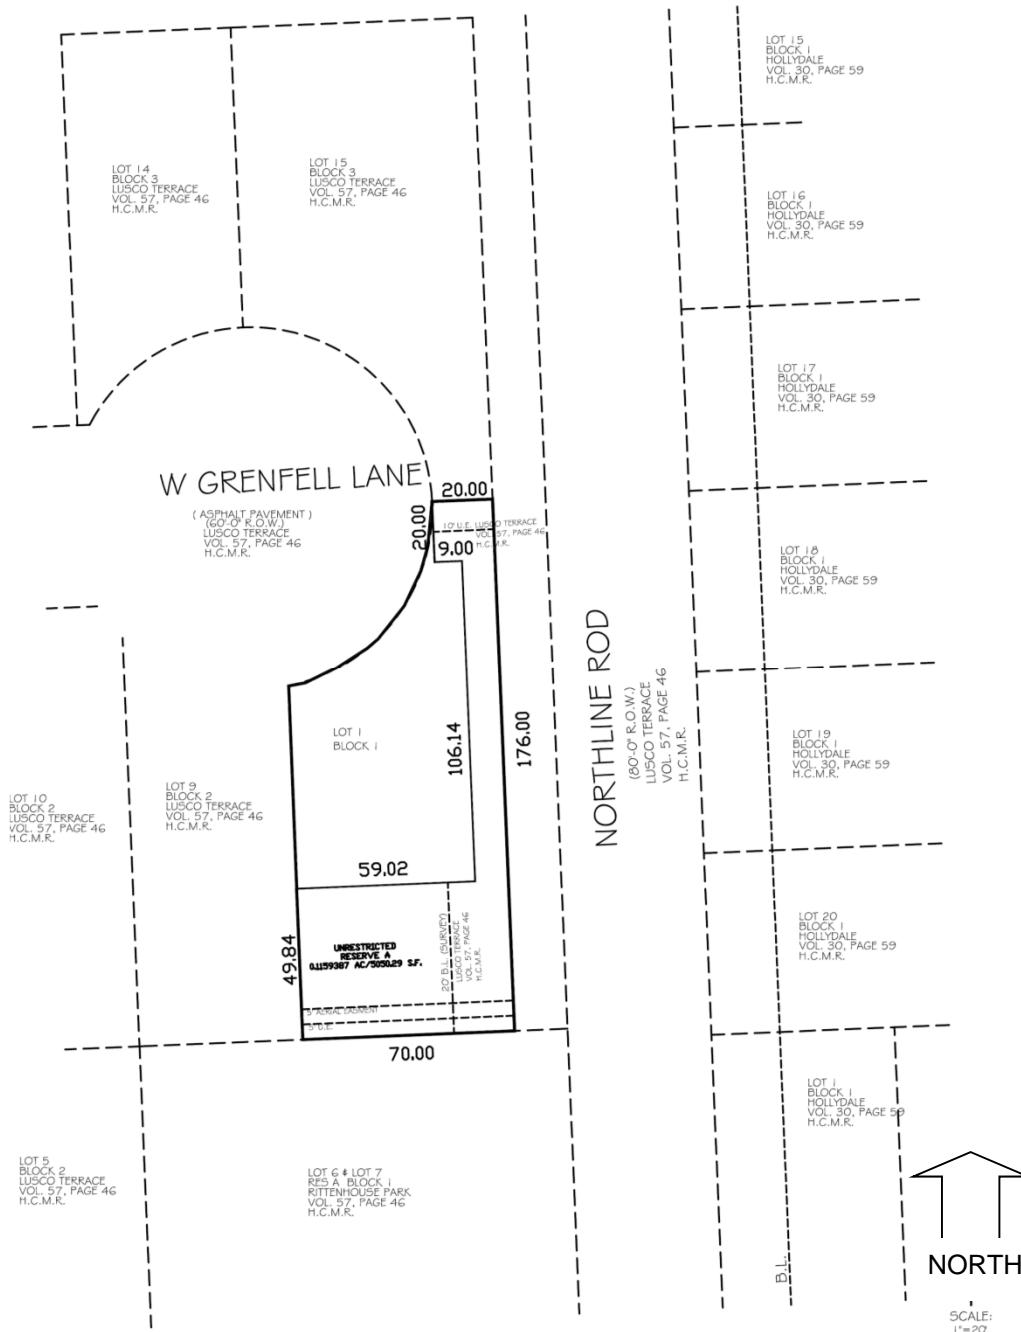 LOT 15
BLOCK 1
HOLLYDALE
VOL. 30, PAGE 59
H.C.M.R.
LOT 14
BLOCK 3
LUSCO TERRACE
VOL. 57, PAGE 46
H.C.M.R.
LOT 15
BLOCK 3
LUSCO TERRACE
VOL. 57, PAGE 46
H.C.M.R.
LOT 16
BLOCK 1
HOLLYDALE
VOL. 30, PAGE 59
H.C.M.R.
LOT 17
BLOCK 1
HOLLYDALE
VOL. 30, PAGE 59
H.C.M.R.
W GRENFELL LANE
( ASPHALT PAVEMENT )
(60'-0" R.O.W.)
LUSCO TERRACE
VOL. 57, PAGE 46
H.C.M.R.
20.00
20.00
10' U.E. LUSCO TERRACE
VOL. 57, PAGE 46
H.C.M.R.
9.00
LOT 18
BLOCK 1
HOLLYDALE
VOL. 30, PAGE 59
H.C.M.R.
NORTHLINE ROD
(80'-0" R.O.W.)
LUSCO TERRACE
VOL. 57, PAGE 46
H.C.M.R.
LOT 1
BLOCK 1
106.14
176.00
LOT 19
BLOCK 1
HOLLYDALE
VOL. 30, PAGE 59
H.C.M.R.
LOT 10
BLOCK 2
LUSCO TERRACE
VOL. 57, PAGE 46
H.C.M.R.
LOT 9
BLOCK 2
LUSCO TERRACE
VOL. 57, PAGE 46
H.C.M.R.
59.02
49.84
UNRESTRICTED
RESERVE A
0.1159387 AC/5050.29 S.F.
20' B.L. (SURVEY)
LUSCO TERRACE
VOL. 57, PAGE 46
H.C.M.R.
5' AERIAL EASMENT
5' U.E.
70.00
LOT 20
BLOCK 1
HOLLYDALE
VOL. 30, PAGE 59
H.C.M.R.
LOT 1
BLOCK 1
HOLLYDALE
VOL. 30, PAGE 59
H.C.M.R.
LOT 5
BLOCK 2
LUSCO TERRACE
VOL. 57, PAGE 46
H.C.M.R.
LOT 6 & LOT 7
RES A BLOCK 1
RITTENHOUSE PARK
VOL. 57, PAGE 46
H.C.M.R.
B.L.
NORTH
SCALE:
1"=20'